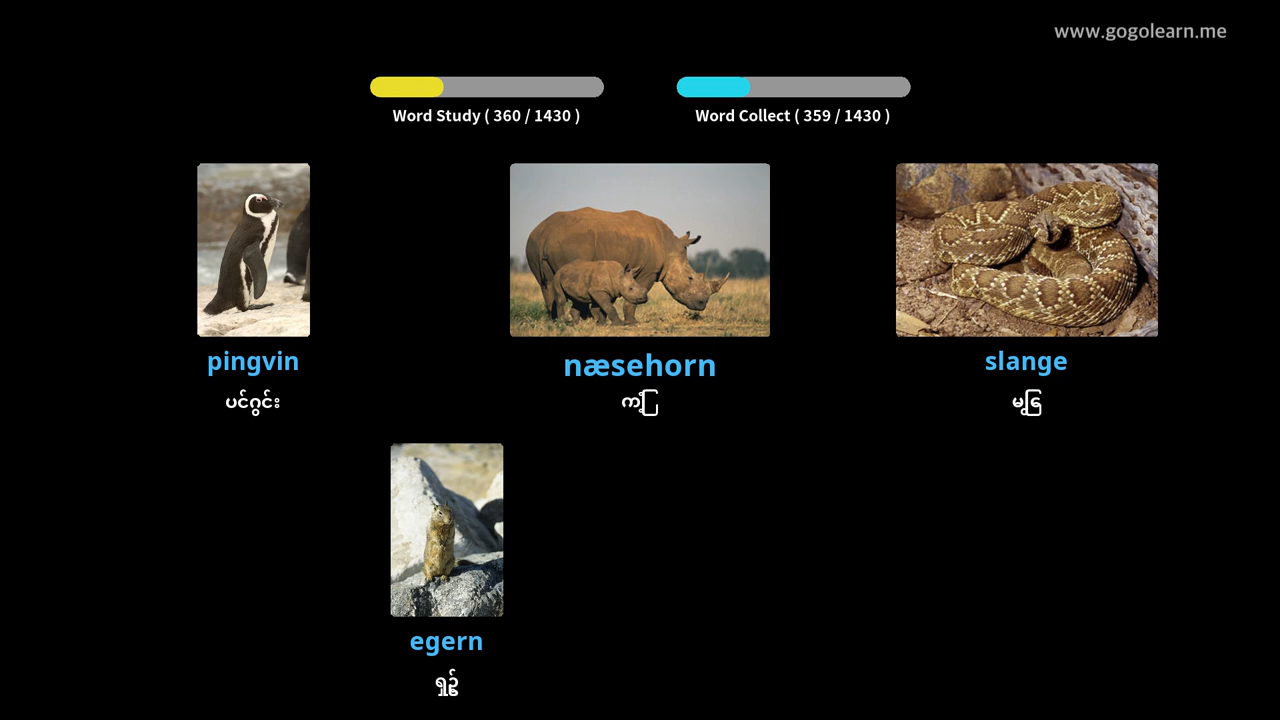 www.gogolearn.me
Word Study ( 360 / 1430 )
Word Collect ( 359 / 1430 )
pingvin
næsehorn
slange
ပင်ဂွင်း
ကြံ့
မြွေ
egern
ရှဉ့်